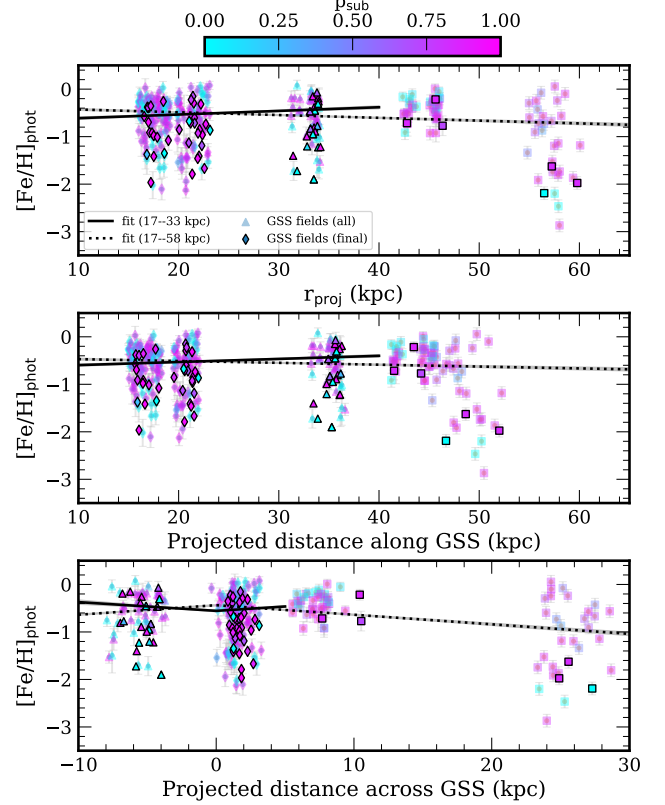 p_sub
0.00 0.25 0.50 0.75 1.00
0
−1
−2
−3
[Fe/H]phot
fit (17--33 kpc)
fit (17--58 kpc)
GSS fields (all)
GSS fields (final)
10 20 30 40 50 60
r_proj (kpc)
0
−1
−2
−3
[Fe/H]phot
10 20 30 40 50 60
Projected distance along GSS (kpc)
0
−1
−2
−3
[Fe/H]phot
−10 0 10 20 30
Projected distance across GSS (kpc)